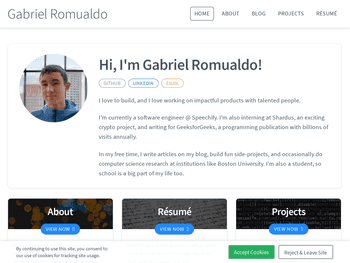 Gabriel Romualdo
HOME ABOUT BLOG PROJECTS RÉSUMÉ
Hi, I'm Gabriel Romualdo!
GITHUB LINKEDIN EMAIL
I love to build, and I love working on impactful products with talented people.
I'm currently a software engineer @ Speechify. I'm also interning at Shardus, an exciting
crypto project, and writing for GeeksforGeeks, a programming publication with billions of
visits annually.
In my free time, I write articles on my blog, build fun side-projects, and occasionally do
computer science research at institutions like Boston University. I'm also a student, so
school is a big part of my life too.
About Résumé Projects
VIEW NOW VIEW NOW VIEW NOW
By continuing to use this site, you consent to
our use of cookies for tracking site usage.
Accept Cookies Reject & Leave Site